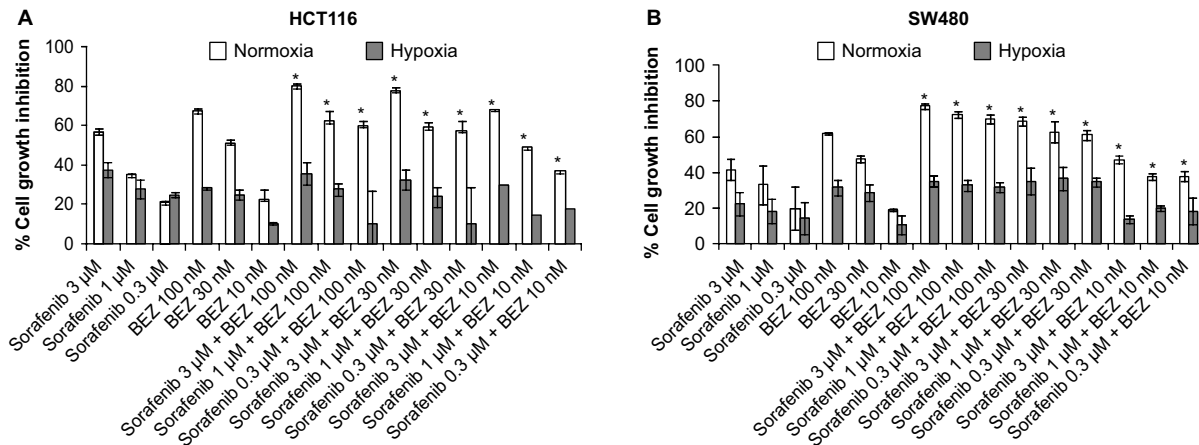 A
HCT116
Normoxia
Hypoxia
% Cell growth inhibition
100
80
60
40
20
0
* * * * * * * * *
Sorafenib 3 µM
Sorafenib 1 µM
Sorafenib 0.3 µM
BEZ 100 nM
BEZ 30 nM
BEZ 10 nM
Sorafenib 3 µM + BEZ 100 nM
Sorafenib 1 µM + BEZ 100 nM
Sorafenib 0.3 µM + BEZ 100 nM
Sorafenib 3 µM + BEZ 30 nM
Sorafenib 1 µM + BEZ 30 nM
Sorafenib 0.3 µM + BEZ 30 nM
Sorafenib 3 µM + BEZ 10 nM
Sorafenib 1 µM + BEZ 10 nM
Sorafenib 0.3 µM + BEZ 10 nM
B
SW480
Normoxia
Hypoxia
% Cell growth inhibition
100
80
60
40
20
0
* * * * * * * * *
Sorafenib 3 µM
Sorafenib 1 µM
Sorafenib 0.3 µM
BEZ 100 nM
BEZ 30 nM
BEZ 10 nM
Sorafenib 3 µM + BEZ 100 nM
Sorafenib 1 µM + BEZ 100 nM
Sorafenib 0.3 µM + BEZ 100 nM
Sorafenib 3 µM + BEZ 30 nM
Sorafenib 1 µM + BEZ 30 nM
Sorafenib 0.3 µM + BEZ 30 nM
Sorafenib 3 µM + BEZ 10 nM
Sorafenib 1 µM + BEZ 10 nM
Sorafenib 0.3 µM + BEZ 10 nM